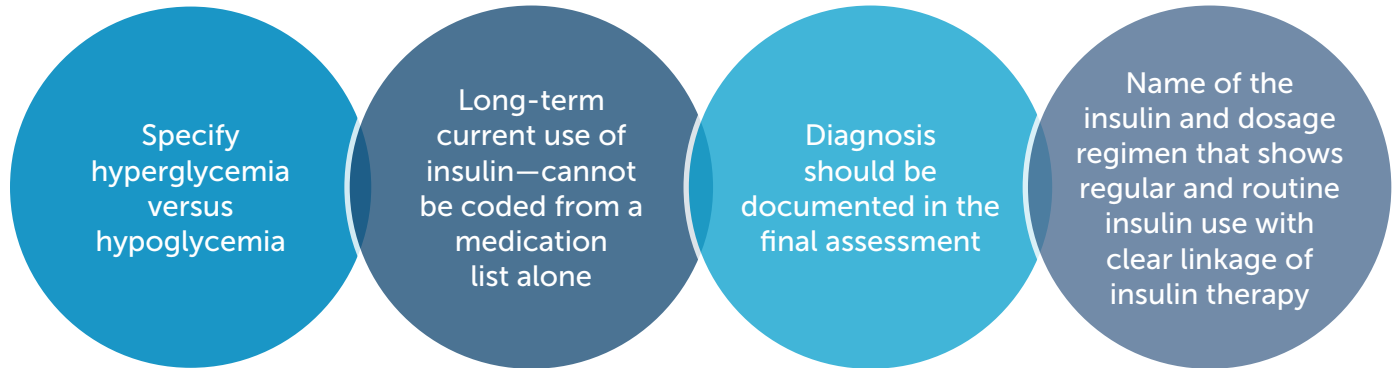 Specify
hyperglycemia
versus
hypoglycemia
Long-term
current use of
insulin—cannot
be coded from a
medication
list alone
Diagnosis
should be
documented in the
final assessment
Name of the
insulin and dosage
regimen that shows
regular and routine
insulin use with
clear linkage of
insulin therapy